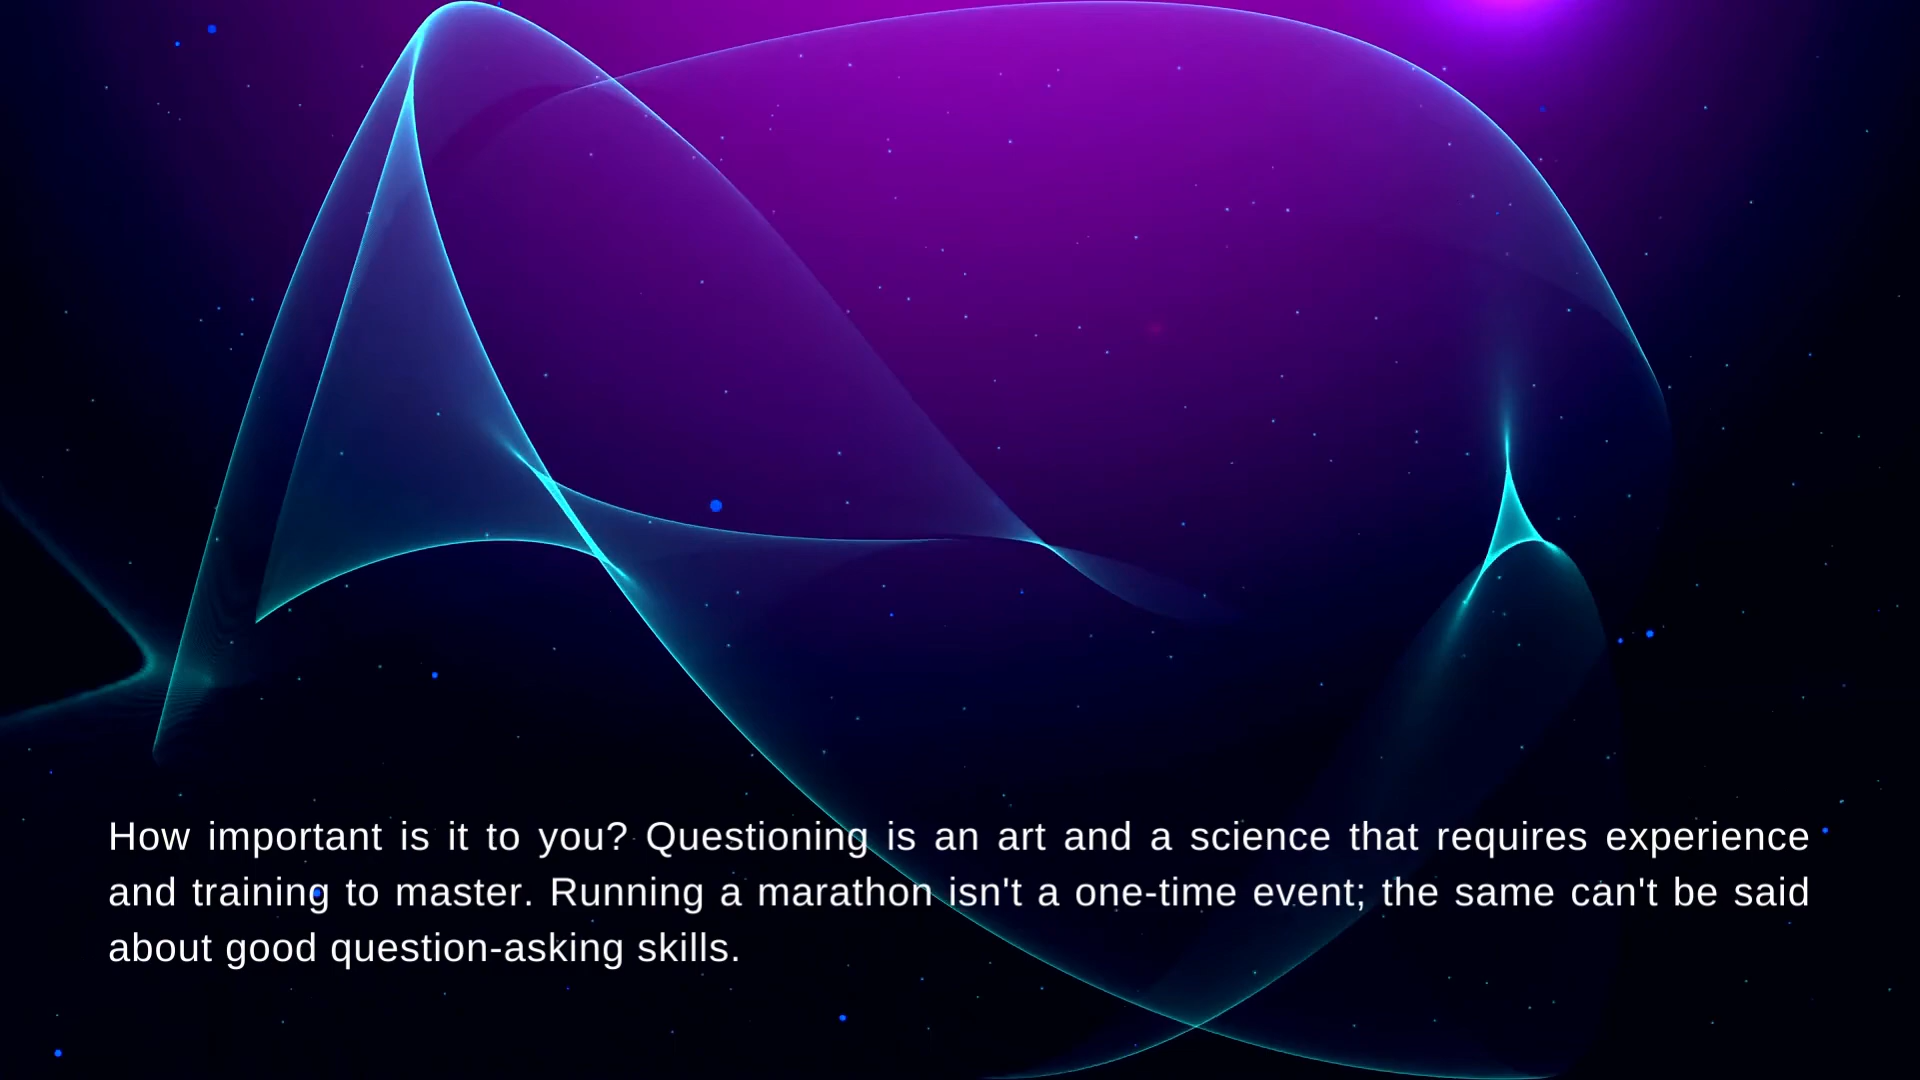 How important is it to you? Questioning is an art and a science that requires experience
and training to master. Running a marathon isn't a one-time event; the same can't be said
about good question-asking skills.